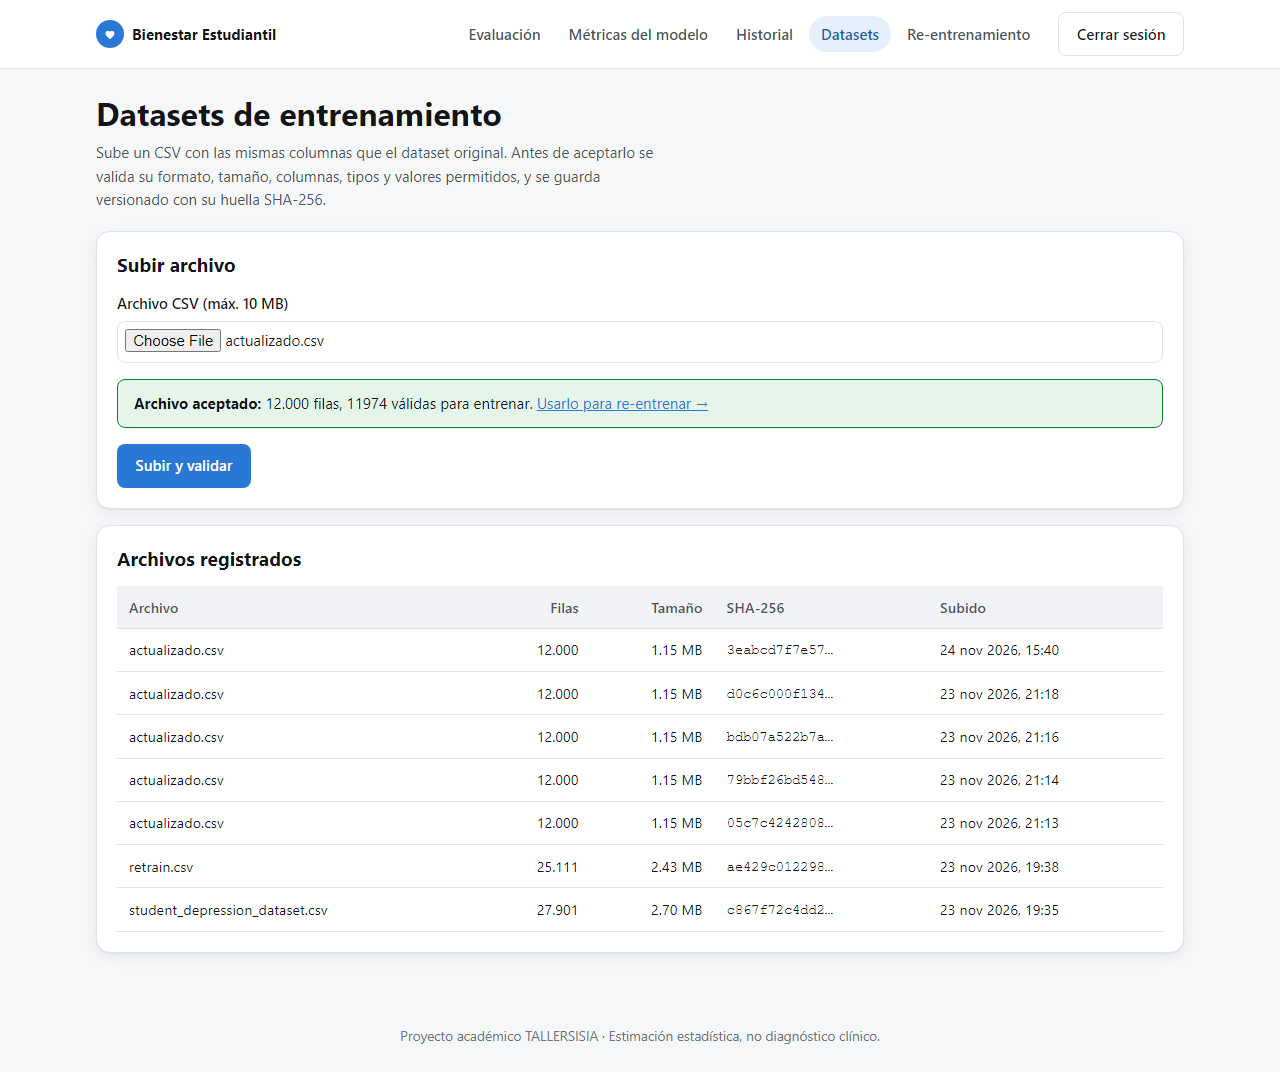 Bienestar Estudiantil
Evaluación
Métricas del modelo
Historial
Datasets
Re-entrenamiento
Cerrar sesión
Datasets de entrenamiento
Sube un CSV con las mismas columnas que el dataset original. Antes de aceptarlo se
valida su formato, tamaño, columnas, tipos y valores permitidos, y se guarda
versionado con su huella SHA-256.
Subir archivo
Archivo CSV (máx. 10 MB)
Choose File actualizado.csv
Archivo aceptado: 12.000 filas, 11974 válidas para entrenar. Usarlo para re-entrenar →
Subir y validar
Archivos registrados
Archivo Filas Tamaño SHA-256 Subido
actualizado.csv 12.000 1.15 MB 3eabcd7f7e57… 24 nov 2026, 15:40
actualizado.csv 12.000 1.15 MB d0c6c000f134… 23 nov 2026, 21:18
actualizado.csv 12.000 1.15 MB bdb07a522b7a… 23 nov 2026, 21:16
actualizado.csv 12.000 1.15 MB 79bbf26bd548… 23 nov 2026, 21:14
actualizado.csv 12.000 1.15 MB 05c7c4242808… 23 nov 2026, 21:13
retrain.csv 25.111 2.43 MB ae429c012298… 23 nov 2026, 19:38
student_depression_dataset.csv 27.901 2.70 MB c867f72c4dd2… 23 nov 2026, 19:35
Proyecto académico TALLERSISIA · Estimación estadística, no diagnóstico clínico.